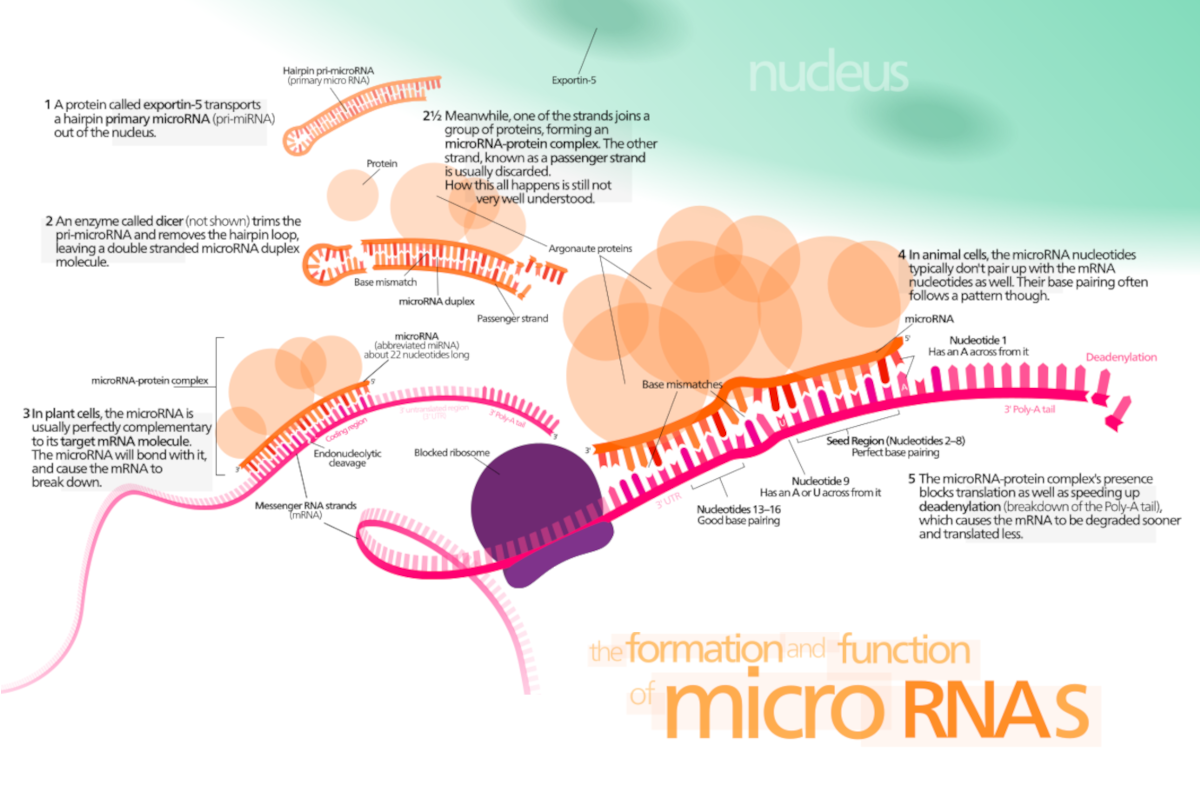 nucleus
Exportin-5
Hairpin pri-microRNA
(primary micro RNA)
1 A protein called exportin-5 transports
a hairpin primary microRNA (pri-miRNA)
out of the nucleus.
2½ Meanwhile, one of the strands joins a
group of proteins, forming an
microRNA-protein complex. The other
strand, known as a passenger strand
is usually discarded.
How this all happens is still not
very well understood.
Protein
2 An enzyme called dicer (not shown) trims the
pri-microRNA and removes the hairpin loop,
leaving a double stranded microRNA duplex
molecule.
Argonaute proteins
Base mismatch
microRNA duplex
Passenger strand
4 In animal cells, the microRNA nucleotides
typically don't pair up with the mRNA
nucleotides as well. Their base pairing often
follows a pattern though.
microRNA
5'
Nucleotide 1
Has an A across from it
Deadenylation
microRNA
(abbreviated miRNA)
about 22 nucleotides long
5'
microRNA-protein complex
Base mismatches
A
3' untranslated region
(3' UTR)
3' Poly-A tail
3'
3' Poly-A tail
3 In plant cells, the microRNA is
usually perfectly complementary
to its target mRNA molecule.
The microRNA will bond with it,
and cause the mRNA to
break down.
Coding region
U
Seed Region (Nucleotides 2–8)
Perfect base pairing
3'
Endonudeolytic
cleavage
Blocked ribosome
3'
Nucleotide 9
Has an A or U across from it
5 The microRNA-protein complex's presence
blocks translation as well as speeding up
deadenylation (breakdown of the Poly-A tail),
which causes the mRNA to be degraded sooner
and translated less.
Messenger RNA strands
(mRNA)
3' UTR
Nucleotides 13–16
Good base pairing
the formation and function
of micro RNAs